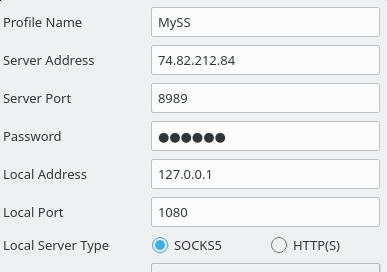 Profile Name MySS
Server Address 74.82.212.84
Server Port 8989
Password ●●●●●●
Local Address 127.0.0.1
Local Port 1080
Local Server Type SOCKS5 HTTP(S)